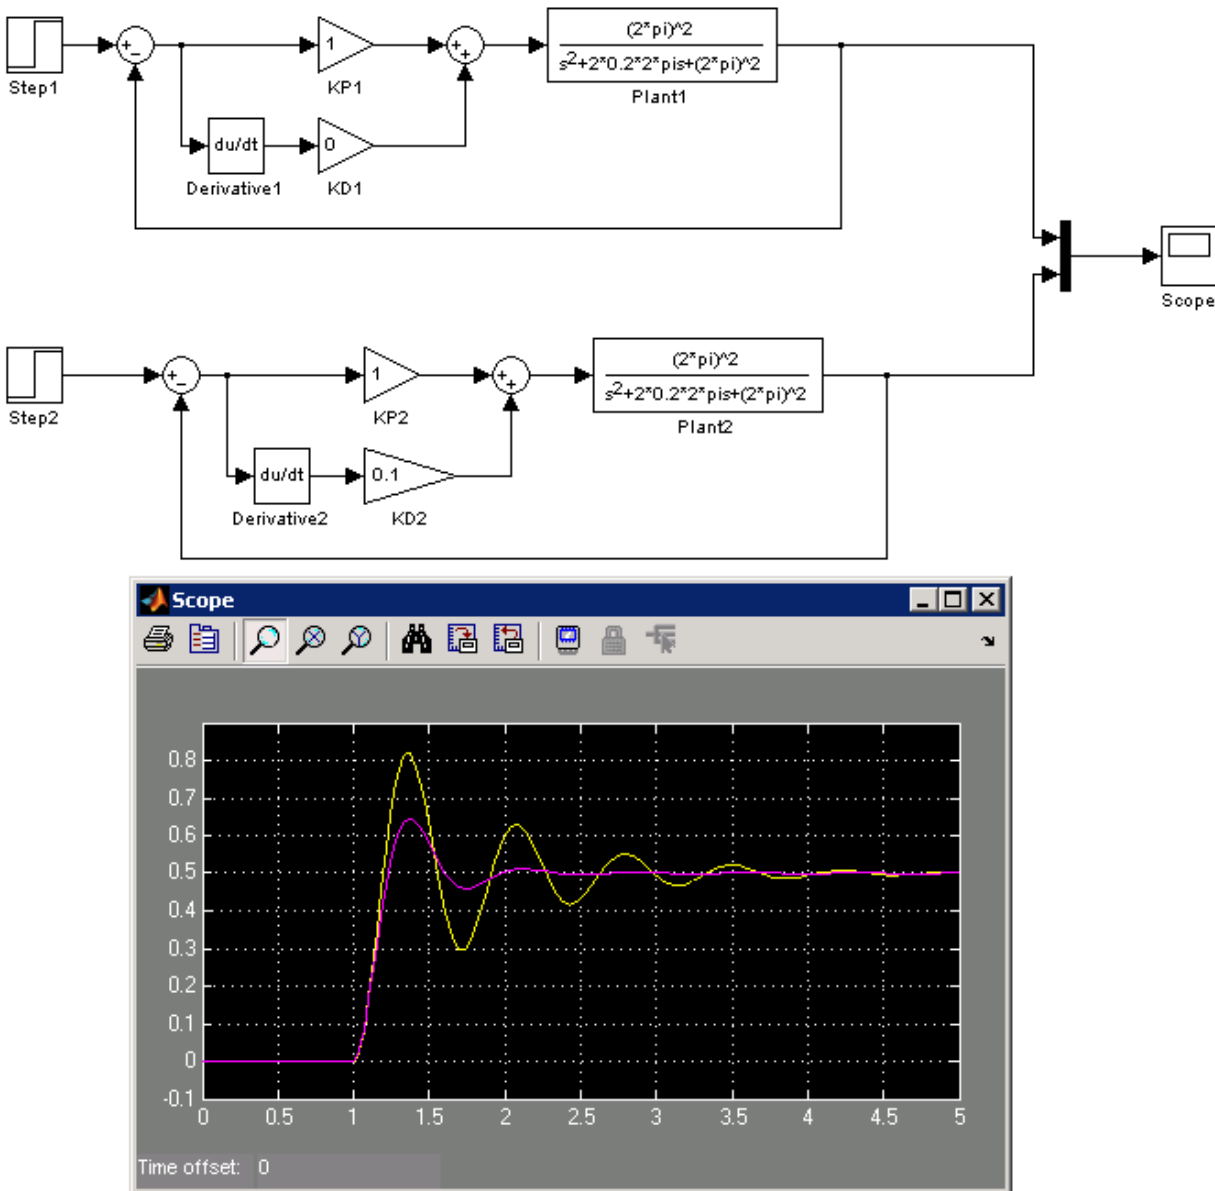 Step1
+
−
1
KP1
+
+
(2*pi)^2
s2+2*0.2*2*pis+(2*pi)^2
Plant1
du/dt
Derivative1
0
KD1
Scope
Step2
+
−
1
KP2
+
+
(2*pi)^2
s2+2*0.2*2*pis+(2*pi)^2
Plant2
du/dt
Derivative2
0.1
KD2
Scope
0.8
0.7
0.6
0.5
0.4
0.3
0.2
0.1
0
-0.1
0 0.5 1 1.5 2 2.5 3 3.5 4 4.5 5
Time offset: 0